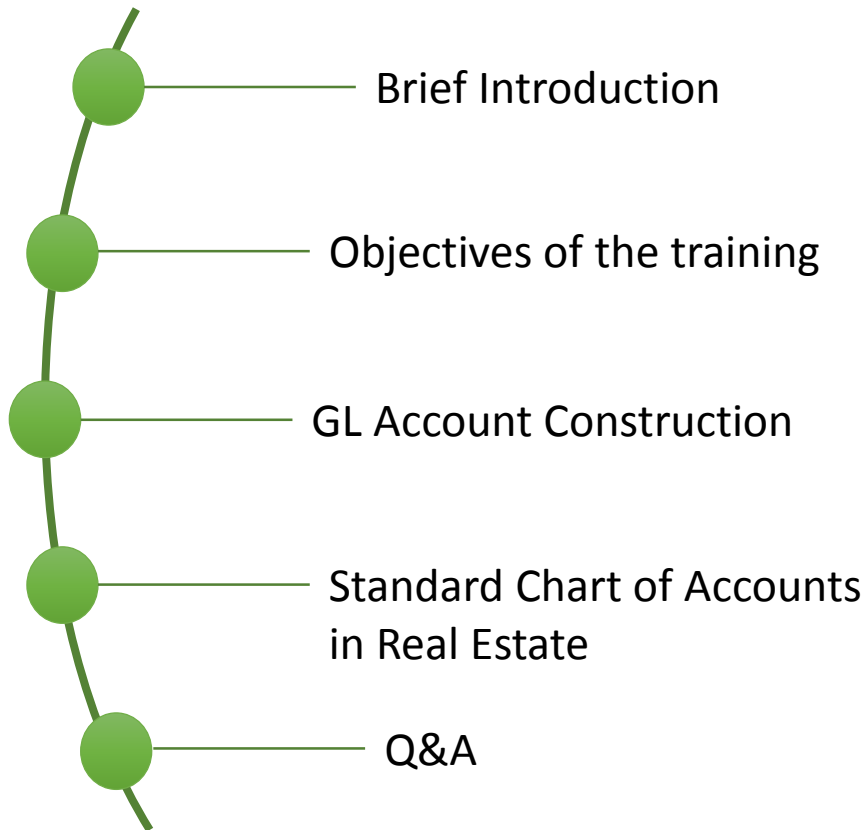 Brief Introduction
Objectives of the training
GL Account Construction
Standard Chart of Accounts
in Real Estate
Q&A